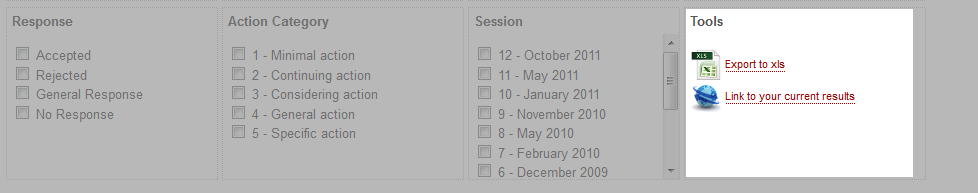 Response
Accepted
Rejected
General Response
No Response
Action Category
1 - Minimal action
2 - Continuing action
3 - Considering action
4 - General action
5 - Specific action
Session
12 - October 2011
11 - May 2011
10 - January 2011
9 - November 2010
8 - May 2010
7 - February 2010
6 - December 2009
Tools
XLS
Export to xls
Link to your current results